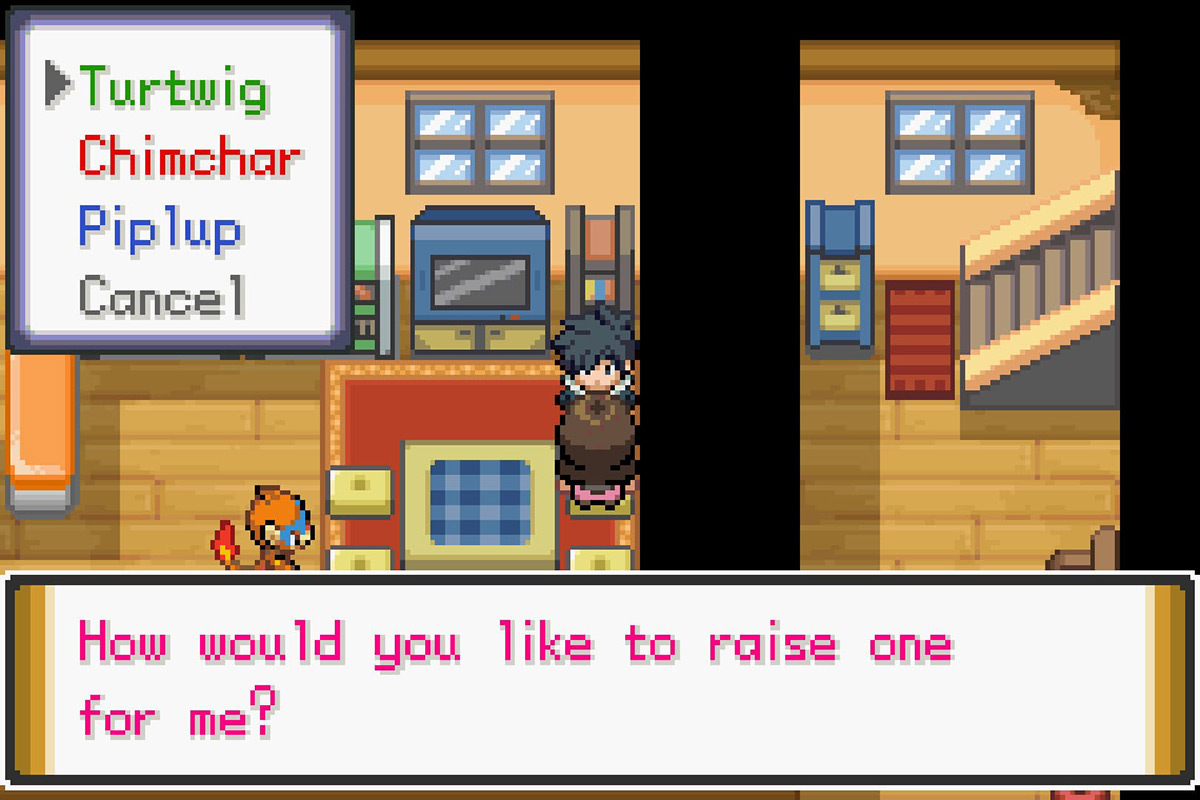 Turtwig
Chimchar
Piplup
Cancel
How would you like to raise one
for me?